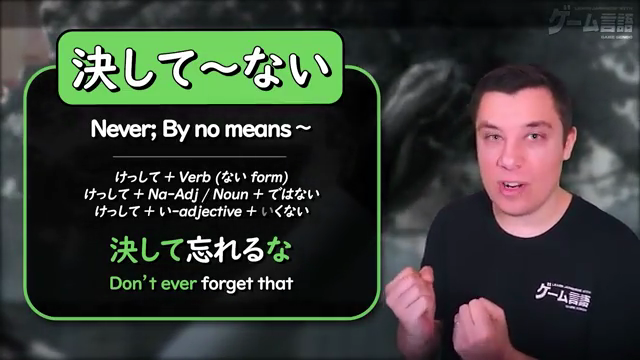 決して～ない
Never; By no means ~
けっして + Verb (ない form)
けっして + Na-Adj / Noun + ではない
けっして + い-adjective + いくない
決して忘れるな
Don't ever forget that
ゲーム言語
ゲーム言語